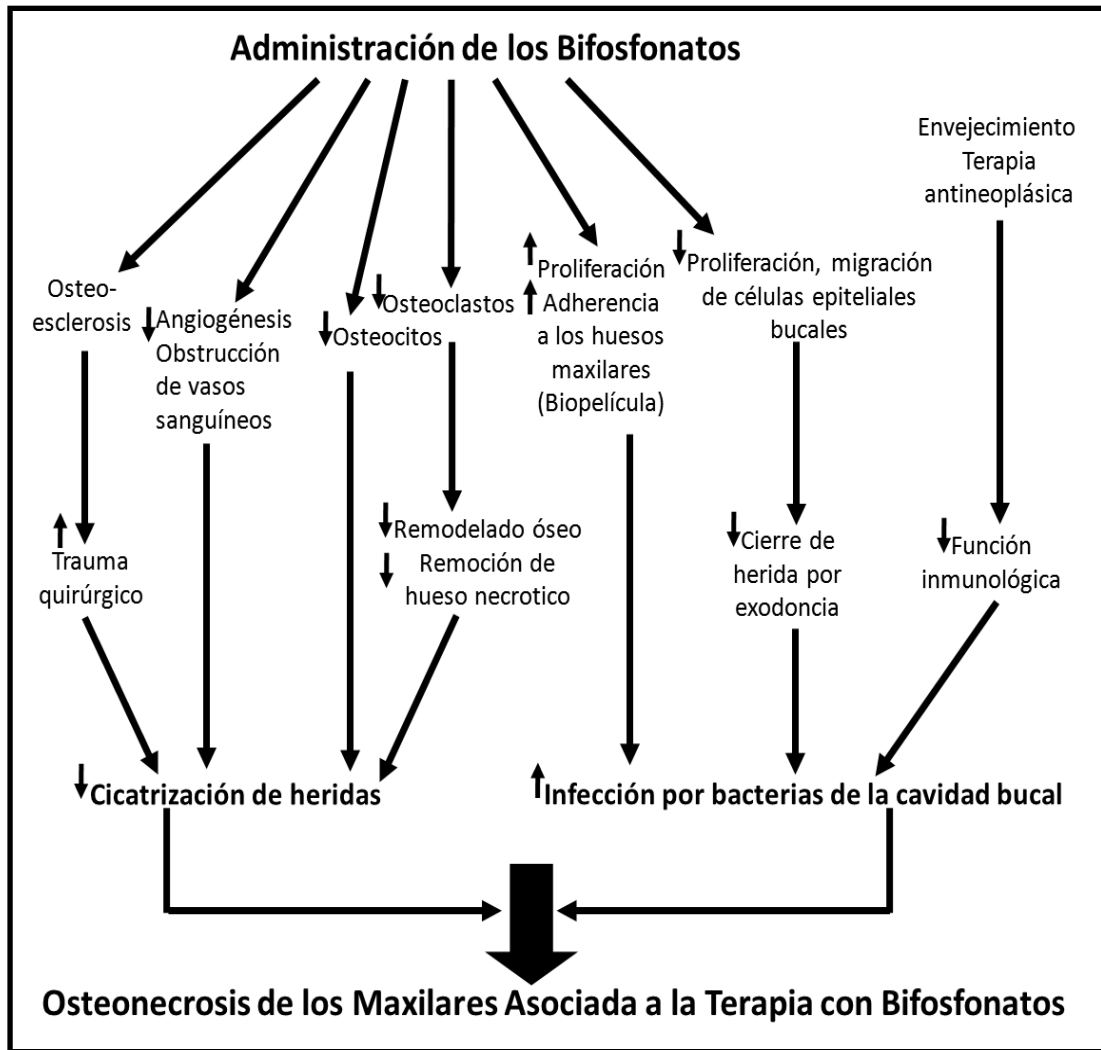 Administración de los Bifosfonatos
Envejecimiento
Terapia
antineoplásica
Osteo-
esclerosis
↓Angiogénesis
Obstrucción
de vasos
sanguíneos
↓Osteocitos
↓Osteoclastos
↑Proliferación
↑Adherencia
a los huesos
maxilares
(Biopelícula)
↓Proliferación, migración
de células epiteliales
bucales
↑
Trauma
quirúrgico
↓Remodelado óseo
↓Remoción de
hueso necrotico
↓Cierre de
herida por
exodoncia
↓Función
inmunológica
↓Cicatrización de heridas
↑Infección por bacterias de la cavidad bucal
Osteonecrosis de los Maxilares Asociada a la Terapia con Bifosfonatos